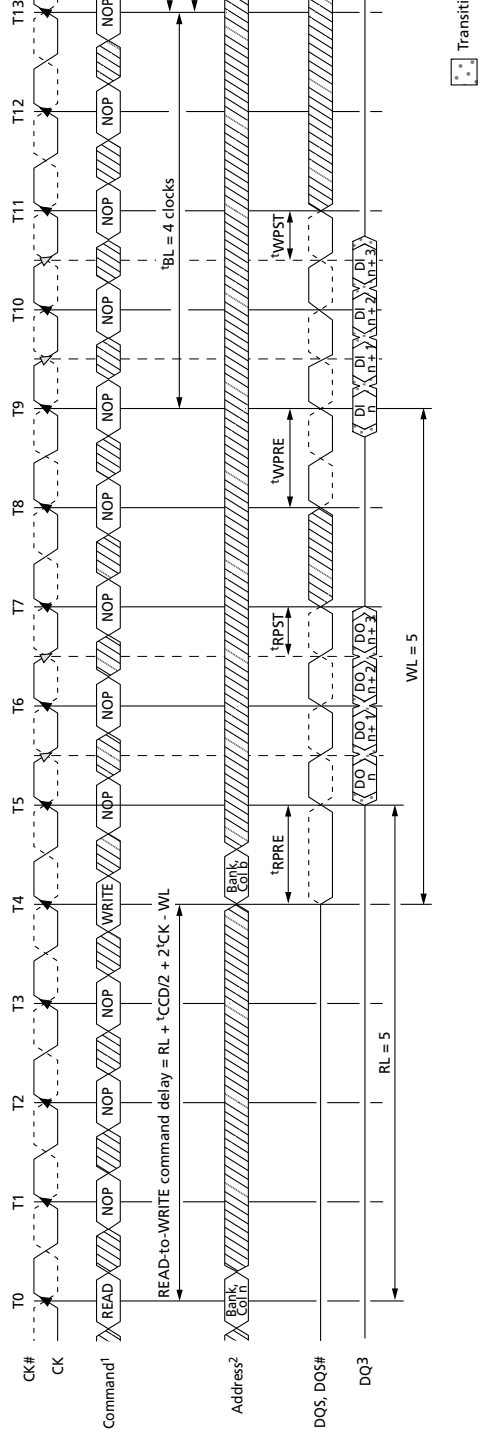 T0 T1 T2 T3 T4 T5 T6 T7 T8 T9 T10 T11 T12 T13
CK#
CK
Command1 READ NOP NOP NOP WRITE NOP NOP NOP NOP NOP NOP NOP NOP NOP
READ-to-WRITE command delay = RL + tCCD/2 + 2tCK - WL
tBL = 4 clocks
Address2 Bank, Col n Bank, Col b
tRPRE tRPST tWPRE tWPST
DQS, DQS#
DQ3 DO n DO n + 1 DO n + 2 DO n + 3 DI n DI n + 1 DI n + 2 DI n + 3
WL = 5
RL = 5
Transiti